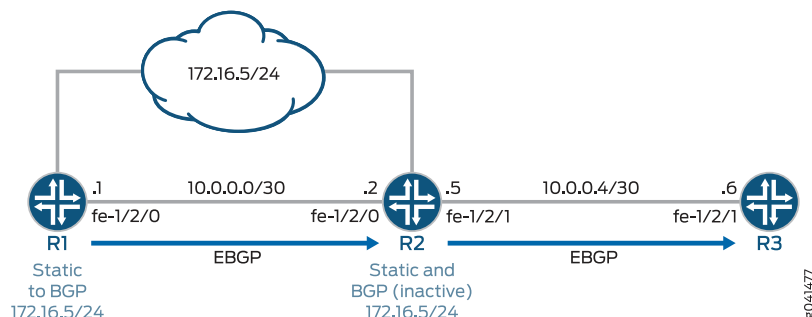 172.16.5/24
.1 10.0.0.0/30 .2 .5 10.0.0.4/30 .6
fe-1/2/0 fe-1/2/0 fe-1/2/1 fe-1/2/1
R1 R2 R3
EBGP EBGP
Static Static and
to BGP BGP (inactive)
172.16.5/24 172.16.5/24
g041477